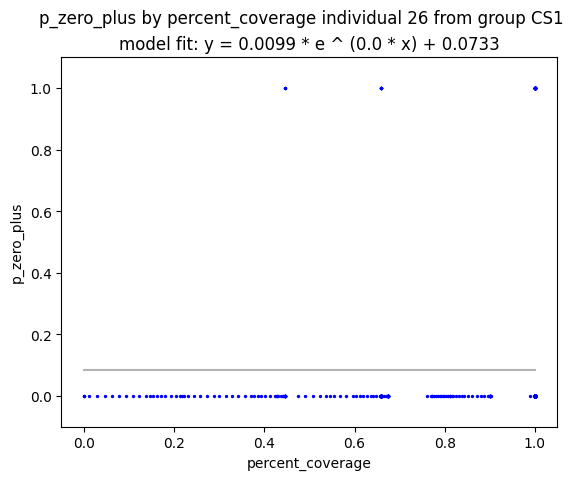 p_zero_plus by percent_coverage individual 26 from group CS1
model fit: y = 0.0099 * e ^ (0.0 * x) + 0.0733
1.0
0.8
0.6
0.4
0.2
0.0
p_zero_plus
0.0 0.2 0.4 0.6 0.8 1.0
percent_coverage